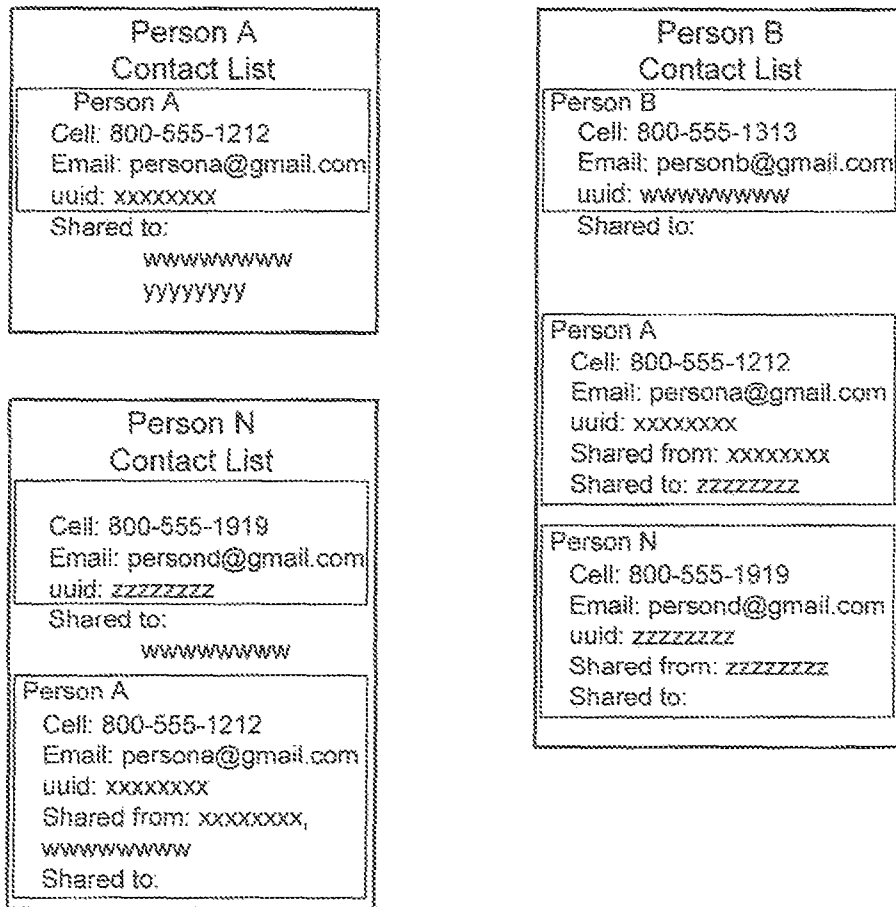 Person A
Contact List
Person A
Cell: 800-555-1212
Email: persona@gmail.com
uuid: xxxxxxxx
Shared to:
wwwwwwww
yyyyyyyy
Person N
Contact List
Cell: 800-555-1919
Email: persond@gmail.com
uuid: zzzzzzzz
Shared to:
wwwwwwww
Person A
Cell: 800-555-1212
Email: persona@gmail.com
uuid: xxxxxxxx
Shared from: xxxxxxxx,
wwwwwwww
Shared to:
Person B
Contact List
Person B
Cell: 800-555-1313
Email: personb@gmail.com
uuid: wwwwwwww
Shared to:
Person A
Cell: 800-555-1212
Email: persona@gmail.com
uuid: xxxxxxxx
Shared from: xxxxxxxx
Shared to: zzzzzzzz
Person N
Cell: 800-555-1919
Email: persond@gmail.com
uuid: zzzzzzzz
Shared from: zzzzzzzz
Shared to: